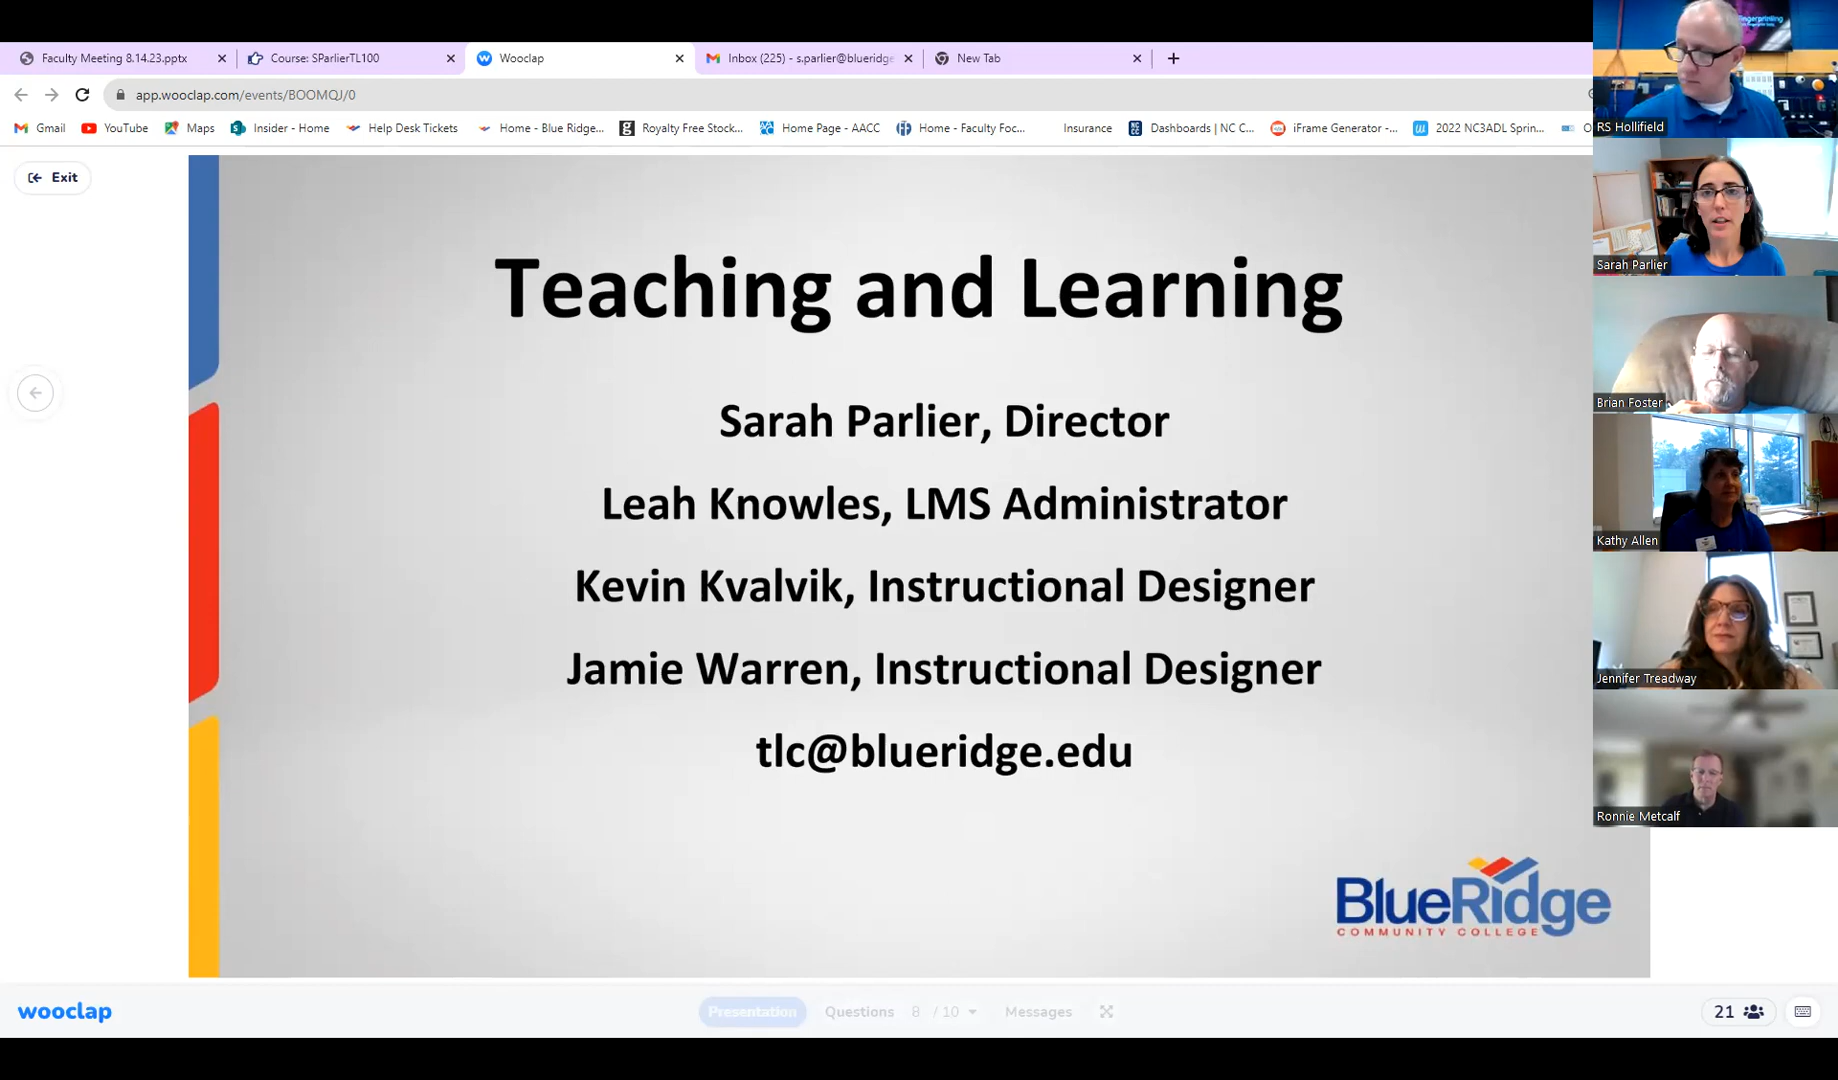 Faculty Meeting 8.14.23.pptx
Course: SParlierTL100
Wooclap
Inbox (225) - s.parlier@blueridge
New Tab
app.wooclap.com/events/BOOMQJ/0
Gmail
YouTube
Maps
Insider - Home
Help Desk Tickets
Home - Blue Ridge...
Royalty Free Stock...
Home Page - AACC
Home - Faculty Foc...
Insurance
Dashboards | NC C...
iFrame Generator -...
2022 NC3ADL Sprin...
Exit
Teaching and Learning
Sarah Parlier, Director
Leah Knowles, LMS Administrator
Kevin Kvalvik, Instructional Designer
Jamie Warren, Instructional Designer
tlc@blueridge.edu
BlueRidge
COMMUNITY COLLEGE
RS Hollifield
Sarah Parlier
Brian Foster
Kathy Allen
Jennifer Treadway
Ronnie Metcalf
wooclap
Presentation
Questions 8 / 10
Messages
21